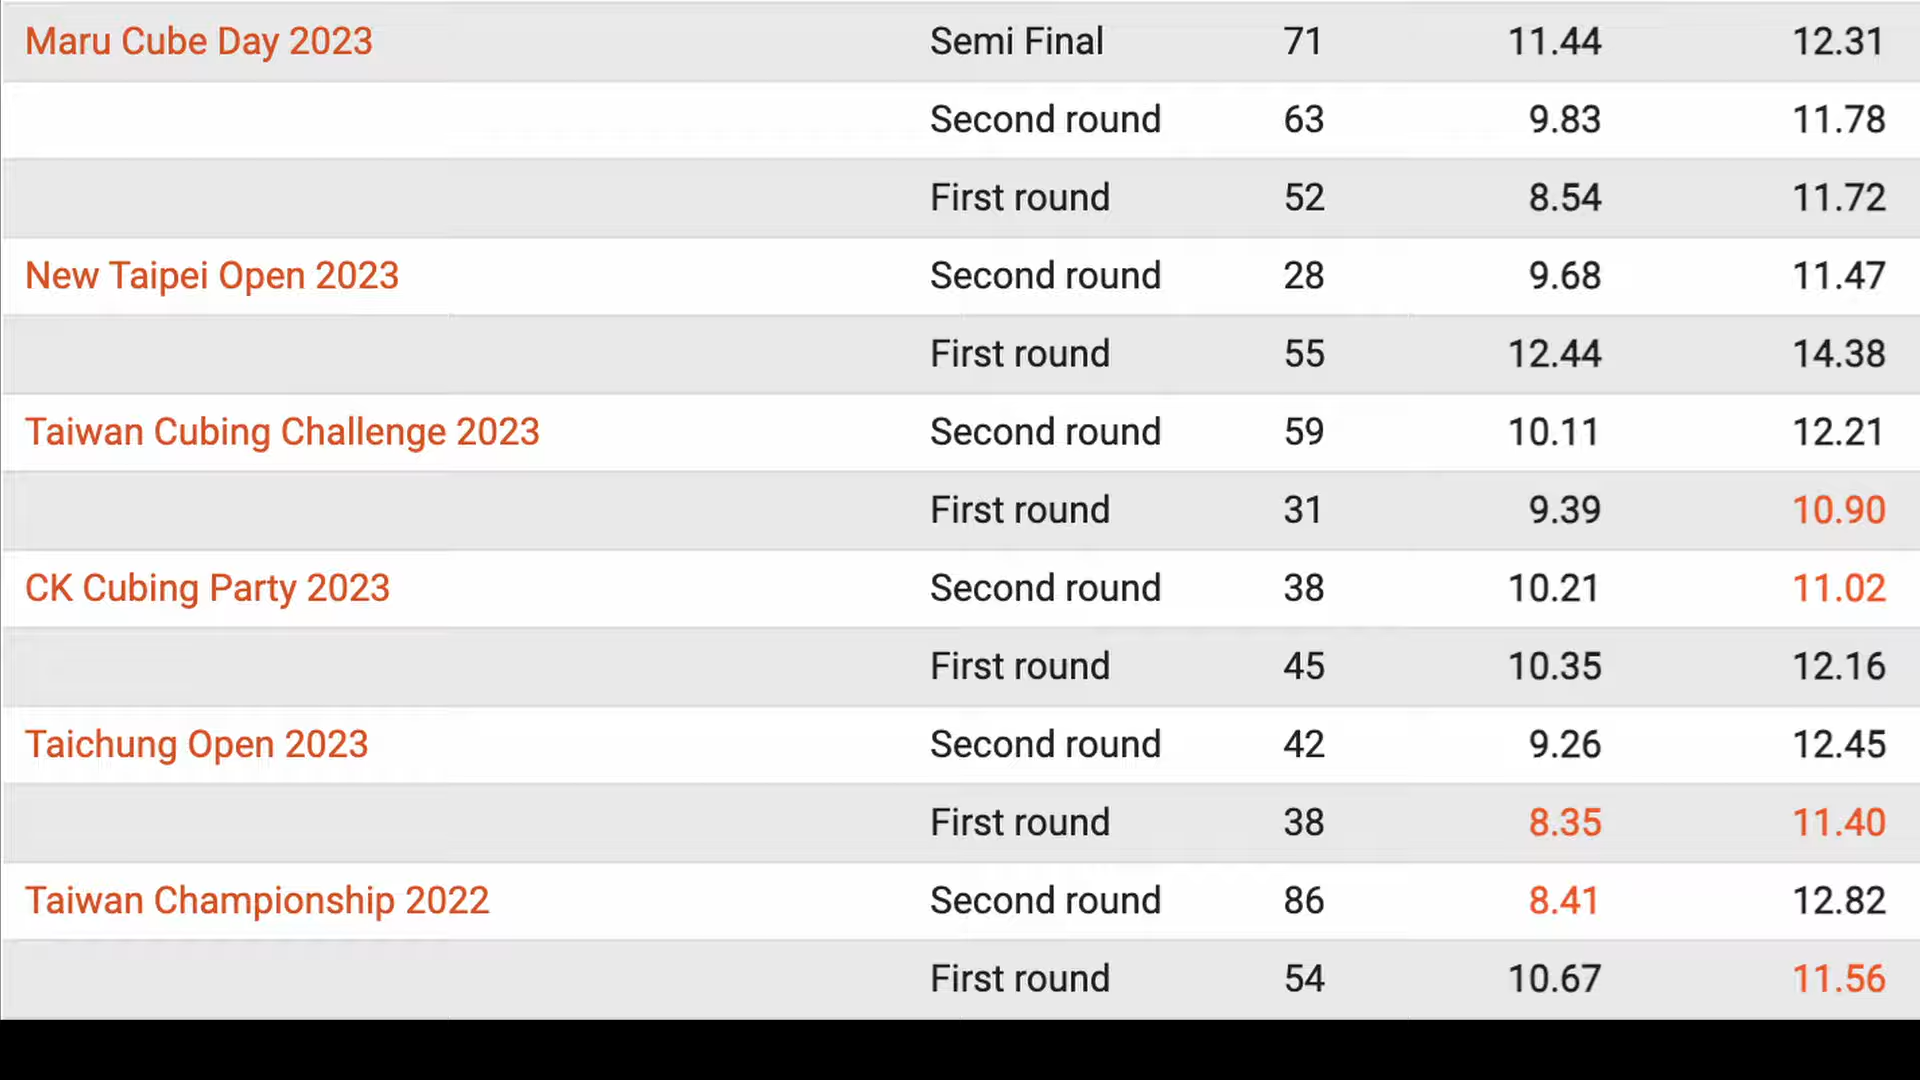 Maru Cube Day 2023 Semi Final 71 11.44 12.31
Second round 63 9.83 11.78
First round 52 8.54 11.72
New Taipei Open 2023 Second round 28 9.68 11.47
First round 55 12.44 14.38
Taiwan Cubing Challenge 2023 Second round 59 10.11 12.21
First round 31 9.39 10.90
CK Cubing Party 2023 Second round 38 10.21 11.02
First round 45 10.35 12.16
Taichung Open 2023 Second round 42 9.26 12.45
First round 38 8.35 11.40
Taiwan Championship 2022 Second round 86 8.41 12.82
First round 54 10.67 11.56